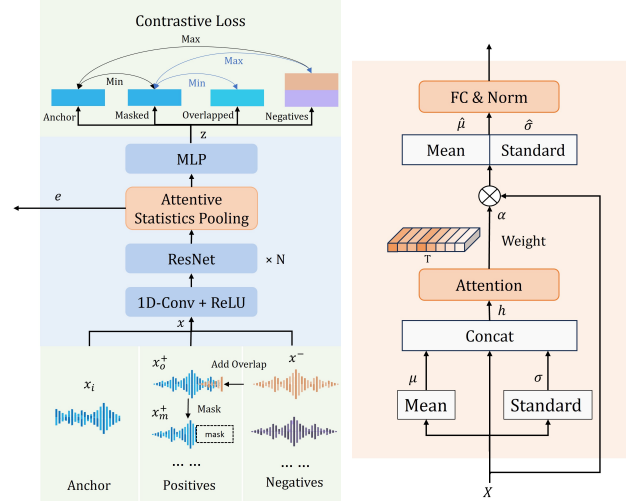 Contrastive Loss
Max
Max
Min
Min
Anchor
Masked
Overlapped
Negatives
z
MLP
e
Attentive
Statistics Pooling
ResNet
× N
1D-Conv + ReLU
x
x_o^+
Add Overlap
x^-
x_i
x_m^+
Mask
mask
... ...
... ...
Anchor
Positives
Negatives
FC & Norm
μ̂
σ̂
Mean
Standard
α
Weight
T
Attention
h
Concat
μ
σ
Mean
Standard
X